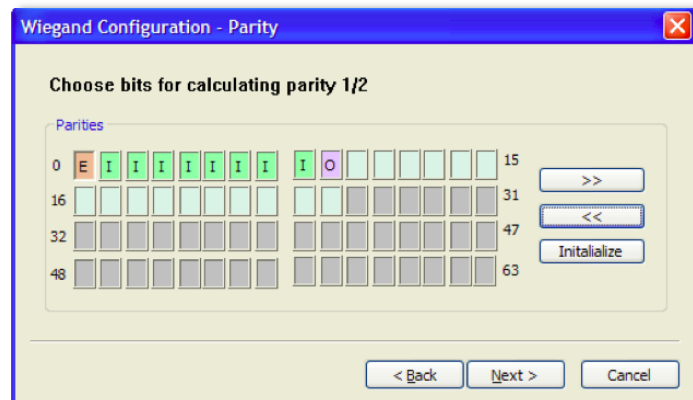 Wiegand Configuration - Parity
Choose bits for calculating parity 1/2
Parities
0 E I I I I I I I I O 15
16 31
32 47
48 63
>>
<<
Initalialize
< Back Next > Cancel